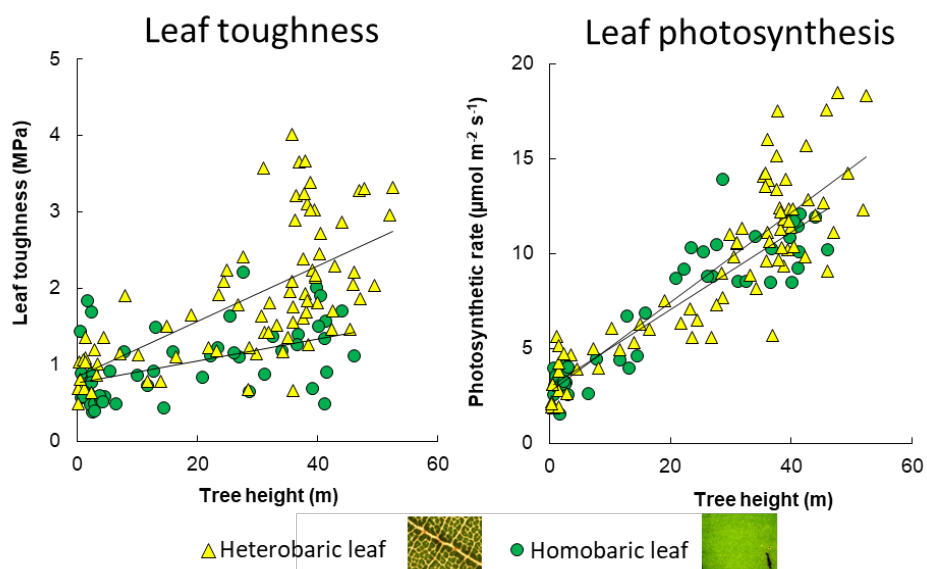 Leaf toughness
Leaf toughness (MPa)
5
4
3
2
1
0
0 20 40 60
Tree height (m)
Leaf photosynthesis
Photosynthetic rate (μmol m⁻² s⁻¹)
20
15
10
5
0
0 20 40 60
Tree height (m)
Heterobaric leaf
Homobaric leaf